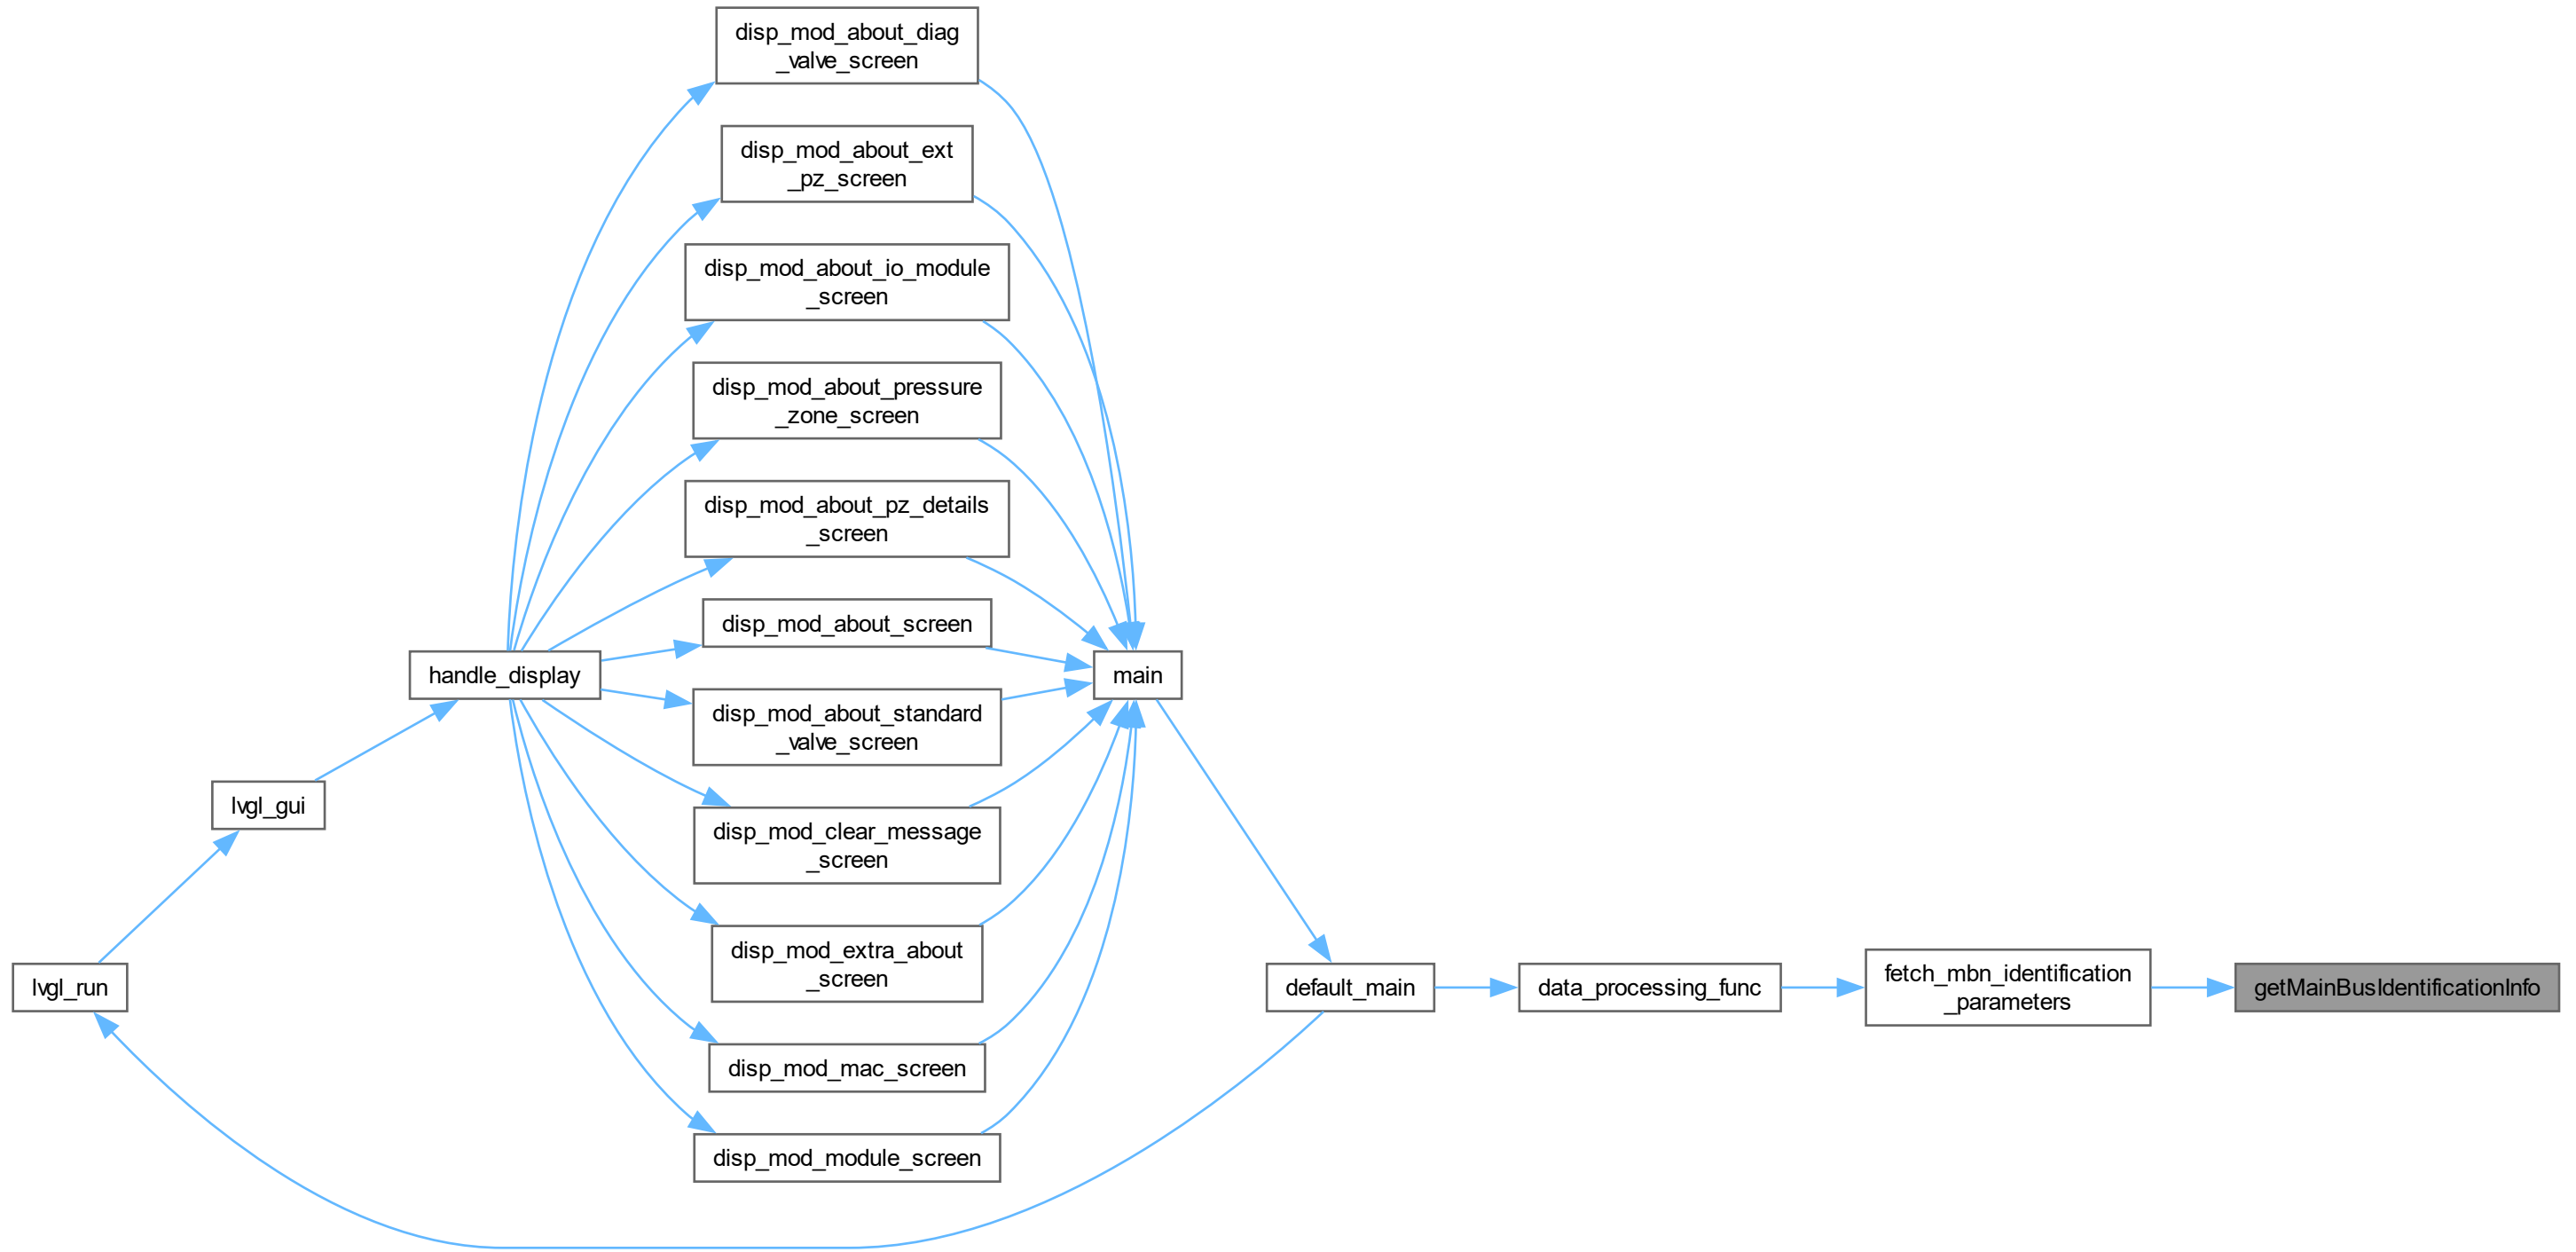 disp_mod_about_diag
_valve_screen
disp_mod_about_ext
_pz_screen
disp_mod_about_io_module
_screen
disp_mod_about_pressure
_zone_screen
disp_mod_about_pz_details
_screen
disp_mod_about_screen
handle_display
main
disp_mod_about_standard
_valve_screen
lvgl_gui
disp_mod_clear_message
_screen
disp_mod_extra_about
_screen
lvgl_run
default_main
data_processing_func
fetch_mbn_identification
_parameters
getMainBusIdentificationInfo
disp_mod_mac_screen
disp_mod_module_screen